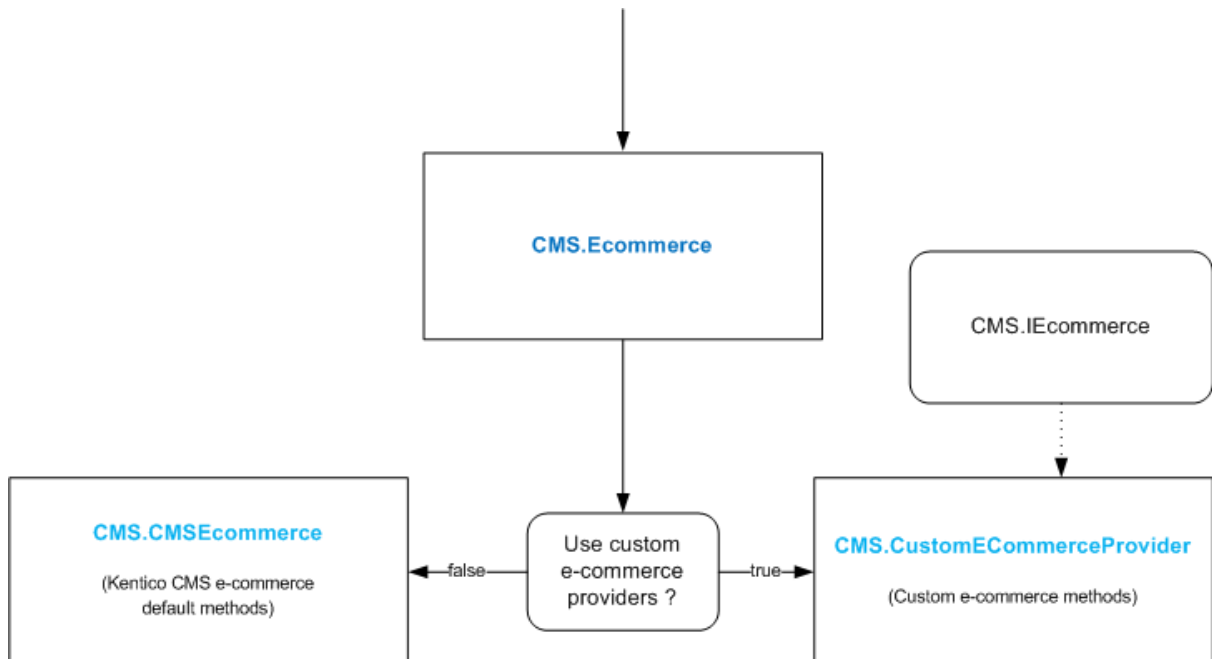 CMS.Ecommerce
CMS.IEcommerce
CMS.CMSEcommerce
(Kentico CMS e-commerce
default methods)
false
Use custom
e-commerce
providers ?
true
CMS.CustomECommerceProvider
(Custom e-commerce methods)